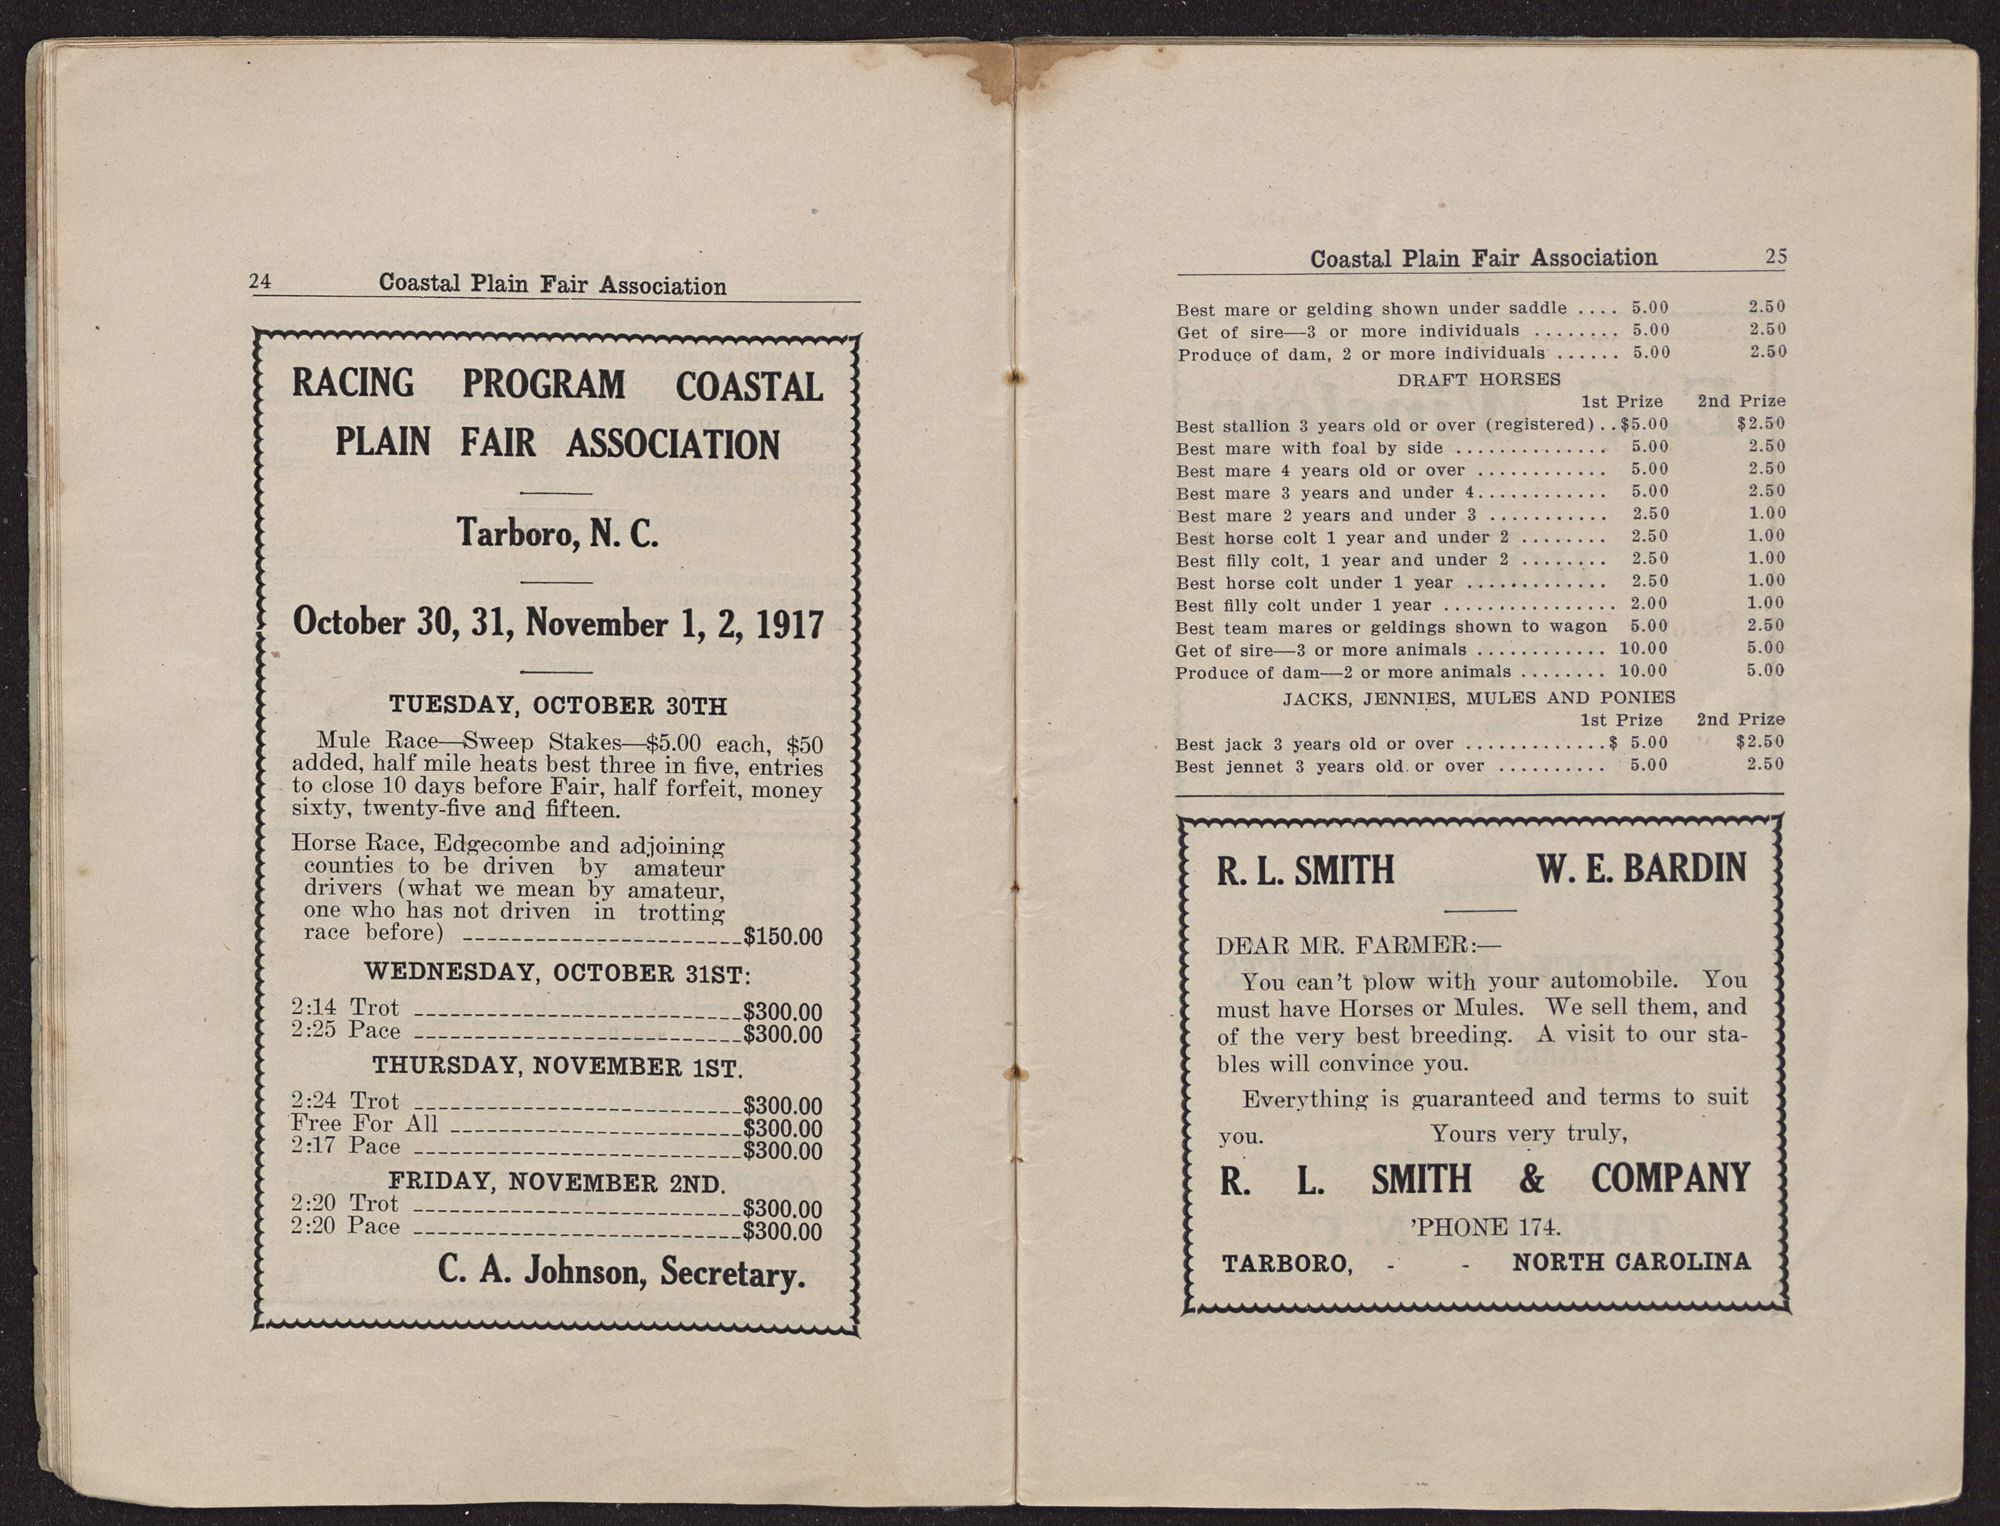 24 Coastal Plain Fair Association
RACING PROGRAM COASTAL
PLAIN FAIR ASSOCIATION
Tarboro, N. C.
October 30, 31, November 1, 2, 1917
TUESDAY, OCTOBER 30TH
Mule Race—Sweep Stakes—$5.00 each, $50
added, half mile heats best three in five, entries
to close 10 days before Fair, half forfeit, money
sixty, twenty-five and fifteen.
Horse Race, Edgecombe and adjoining
counties to be driven by amateur
drivers (what we mean by amateur,
one who has not driven in trotting
race before) ----------------------- $150.00
WEDNESDAY, OCTOBER 31ST:
2:14 Trot --------------------------- $300.00
2:25 Pace --------------------------- $300.00
THURSDAY, NOVEMBER 1ST.
2:24 Trot --------------------------- $300.00
Free For All ------------------------ $300.00
2:17 Pace --------------------------- $300.00
FRIDAY, NOVEMBER 2ND.
2:20 Trot --------------------------- $300.00
2:20 Pace --------------------------- $300.00
C. A. Johnson, Secretary.
Coastal Plain Fair Association 25
Best mare or gelding shown under saddle .... 5.00 2.50
Get of sire—3 or more individuals ........ 5.00 2.50
Produce of dam, 2 or more individuals ...... 5.00 2.50
DRAFT HORSES
1st Prize 2nd Prize
Best stallion 3 years old or over (registered) ..$5.00 $2.50
Best mare with foal by side .............. 5.00 2.50
Best mare 4 years old or over ............ 5.00 2.50
Best mare 3 years and under 4............ 5.00 2.50
Best mare 2 years and under 3 ........... 2.50 1.00
Best horse colt 1 year and under 2 ........ 2.50 1.00
Best filly colt, 1 year and under 2 ........ 2.50 1.00
Best horse colt under 1 year ............. 2.50 1.00
Best filly colt under 1 year ................ 2.00 1.00
Best team mares or geldings shown to wagon 5.00 2.50
Get of sire—3 or more animals ............ 10.00 5.00
Produce of dam—2 or more animals ........ 10.00 5.00
JACKS, JENNIES, MULES AND PONIES
1st Prize 2nd Prize
Best jack 3 years old or over .............$ 5.00 $2.50
Best jennet 3 years old. or over .......... 5.00 2.50
R. L. SMITH W. E. BARDIN
DEAR MR. FARMER:—
You can't plow with your automobile. You
must have Horses or Mules. We sell them, and
of the very best breeding. A visit to our sta-
bles will convince you.
Everything is guaranteed and terms to suit
you. Yours very truly,
R. L. SMITH & COMPANY
'PHONE 174.
TARBORO, - - NORTH CAROLINA